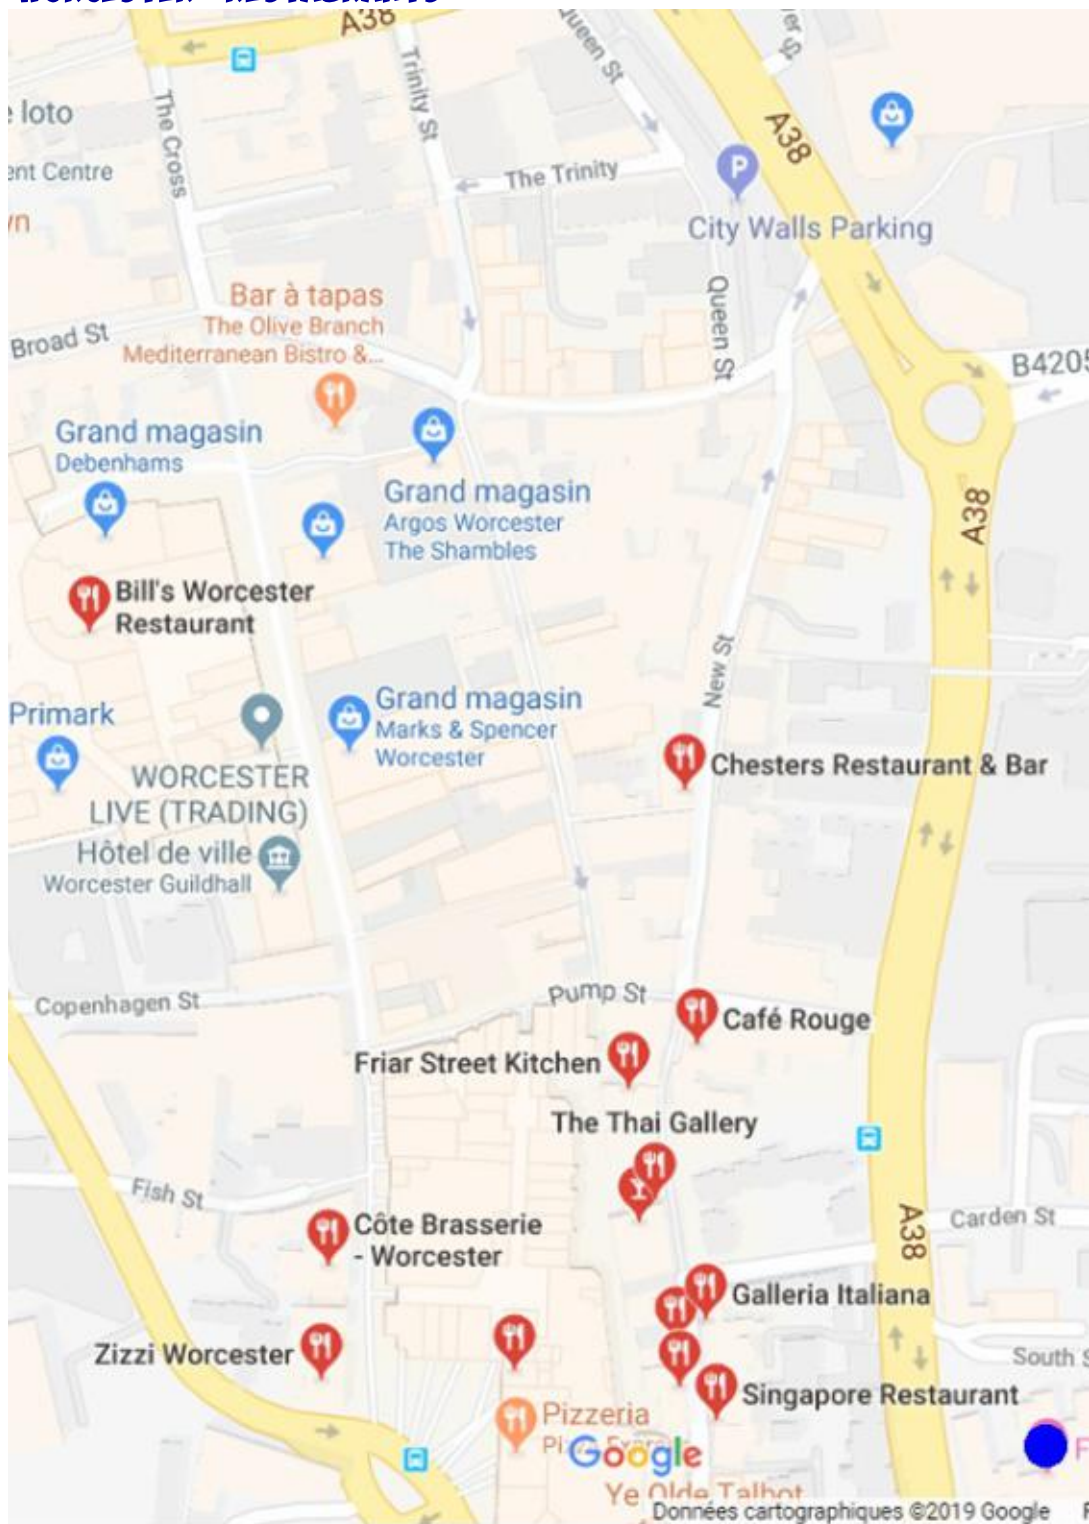 WORCESTER RESTAURANTS
A38
Queen St
Trinity St
The Cross
A38
e loto
ent Centre
The Trinity
P
City Walls Parking
vn
Queen St
Bar à tapas
The Olive Branch
Mediterranean Bistro &...
Broad St
B4205
Grand magasin
Debenhams
Grand magasin
Argos Worcester
The Shambles
A38
Bill's Worcester
Restaurant
New St
Primark
Grand magasin
Marks & Spencer
Worcester
WORCESTER
LIVE (TRADING)
Chesters Restaurant & Bar
Hôtel de ville
Worcester Guildhall
Copenhagen St
Pump St
Café Rouge
Friar Street Kitchen
The Thai Gallery
Fish St
Carden St
A38
Côte Brasserie
- Worcester
Galleria Italiana
Zizzi Worcester
South S
Singapore Restaurant
Pizzeria
Pizza Express
Google
F
Ye Olde Talbot
Données cartographiques ©2019 Google